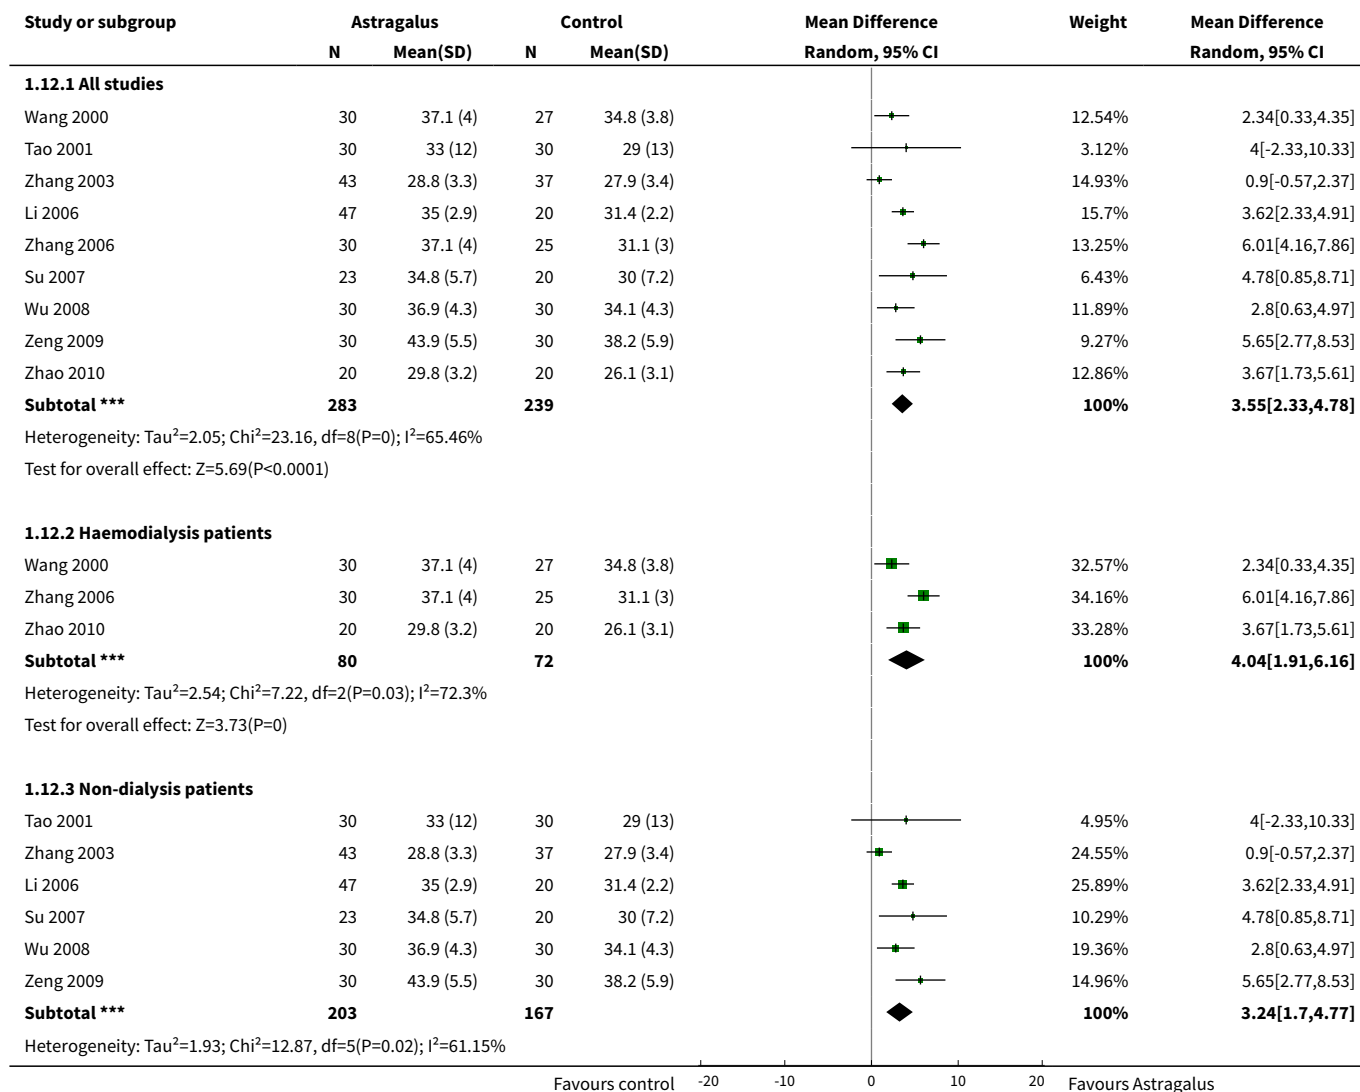 Study or subgroup Astragalus Control Mean Difference Weight Mean Difference
N Mean(SD) N Mean(SD) Random, 95% CI Random, 95% CI
1.12.1 All studies
Wang 2000 30 37.1 (4) 27 34.8 (3.8) 12.54% 2.34[0.33,4.35]
Tao 2001 30 33 (12) 30 29 (13) 3.12% 4[-2.33,10.33]
Zhang 2003 43 28.8 (3.3) 37 27.9 (3.4) 14.93% 0.9[-0.57,2.37]
Li 2006 47 35 (2.9) 20 31.4 (2.2) 15.7% 3.62[2.33,4.91]
Zhang 2006 30 37.1 (4) 25 31.1 (3) 13.25% 6.01[4.16,7.86]
Su 2007 23 34.8 (5.7) 20 30 (7.2) 6.43% 4.78[0.85,8.71]
Wu 2008 30 36.9 (4.3) 30 34.1 (4.3) 11.89% 2.8[0.63,4.97]
Zeng 2009 30 43.9 (5.5) 30 38.2 (5.9) 9.27% 5.65[2.77,8.53]
Zhao 2010 20 29.8 (3.2) 20 26.1 (3.1) 12.86% 3.67[1.73,5.61]
Subtotal *** 283 239 100% 3.55[2.33,4.78]
Heterogeneity: Tau²=2.05; Chi²=23.16, df=8(P=0); I²=65.46%
Test for overall effect: Z=5.69(P<0.0001)
1.12.2 Haemodialysis patients
Wang 2000 30 37.1 (4) 27 34.8 (3.8) 32.57% 2.34[0.33,4.35]
Zhang 2006 30 37.1 (4) 25 31.1 (3) 34.16% 6.01[4.16,7.86]
Zhao 2010 20 29.8 (3.2) 20 26.1 (3.1) 33.28% 3.67[1.73,5.61]
Subtotal *** 80 72 100% 4.04[1.91,6.16]
Heterogeneity: Tau²=2.54; Chi²=7.22, df=2(P=0.03); I²=72.3%
Test for overall effect: Z=3.73(P=0)
1.12.3 Non-dialysis patients
Tao 2001 30 33 (12) 30 29 (13) 4.95% 4[-2.33,10.33]
Zhang 2003 43 28.8 (3.3) 37 27.9 (3.4) 24.55% 0.9[-0.57,2.37]
Li 2006 47 35 (2.9) 20 31.4 (2.2) 25.89% 3.62[2.33,4.91]
Su 2007 23 34.8 (5.7) 20 30 (7.2) 10.29% 4.78[0.85,8.71]
Wu 2008 30 36.9 (4.3) 30 34.1 (4.3) 19.36% 2.8[0.63,4.97]
Zeng 2009 30 43.9 (5.5) 30 38.2 (5.9) 14.96% 5.65[2.77,8.53]
Subtotal *** 203 167 100% 3.24[1.7,4.77]
Heterogeneity: Tau²=1.93; Chi²=12.87, df=5(P=0.02); I²=61.15%
Favours control -20 -10 0 10 20 Favours Astragalus